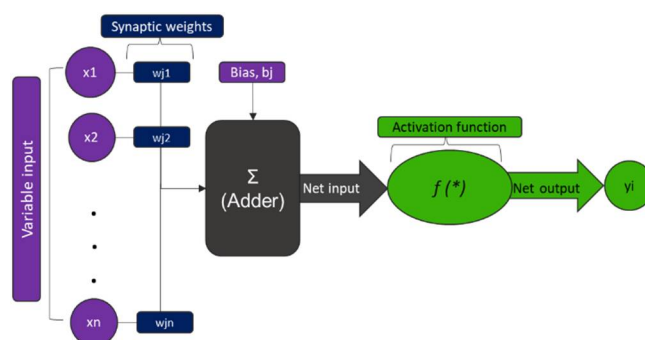 Synaptic weights
Variable input
x1
wj1
Bias, bj
x2
wj2
Σ
(Adder)
Net input
Activation function
f (*)
Net output
yi
xn
wjn